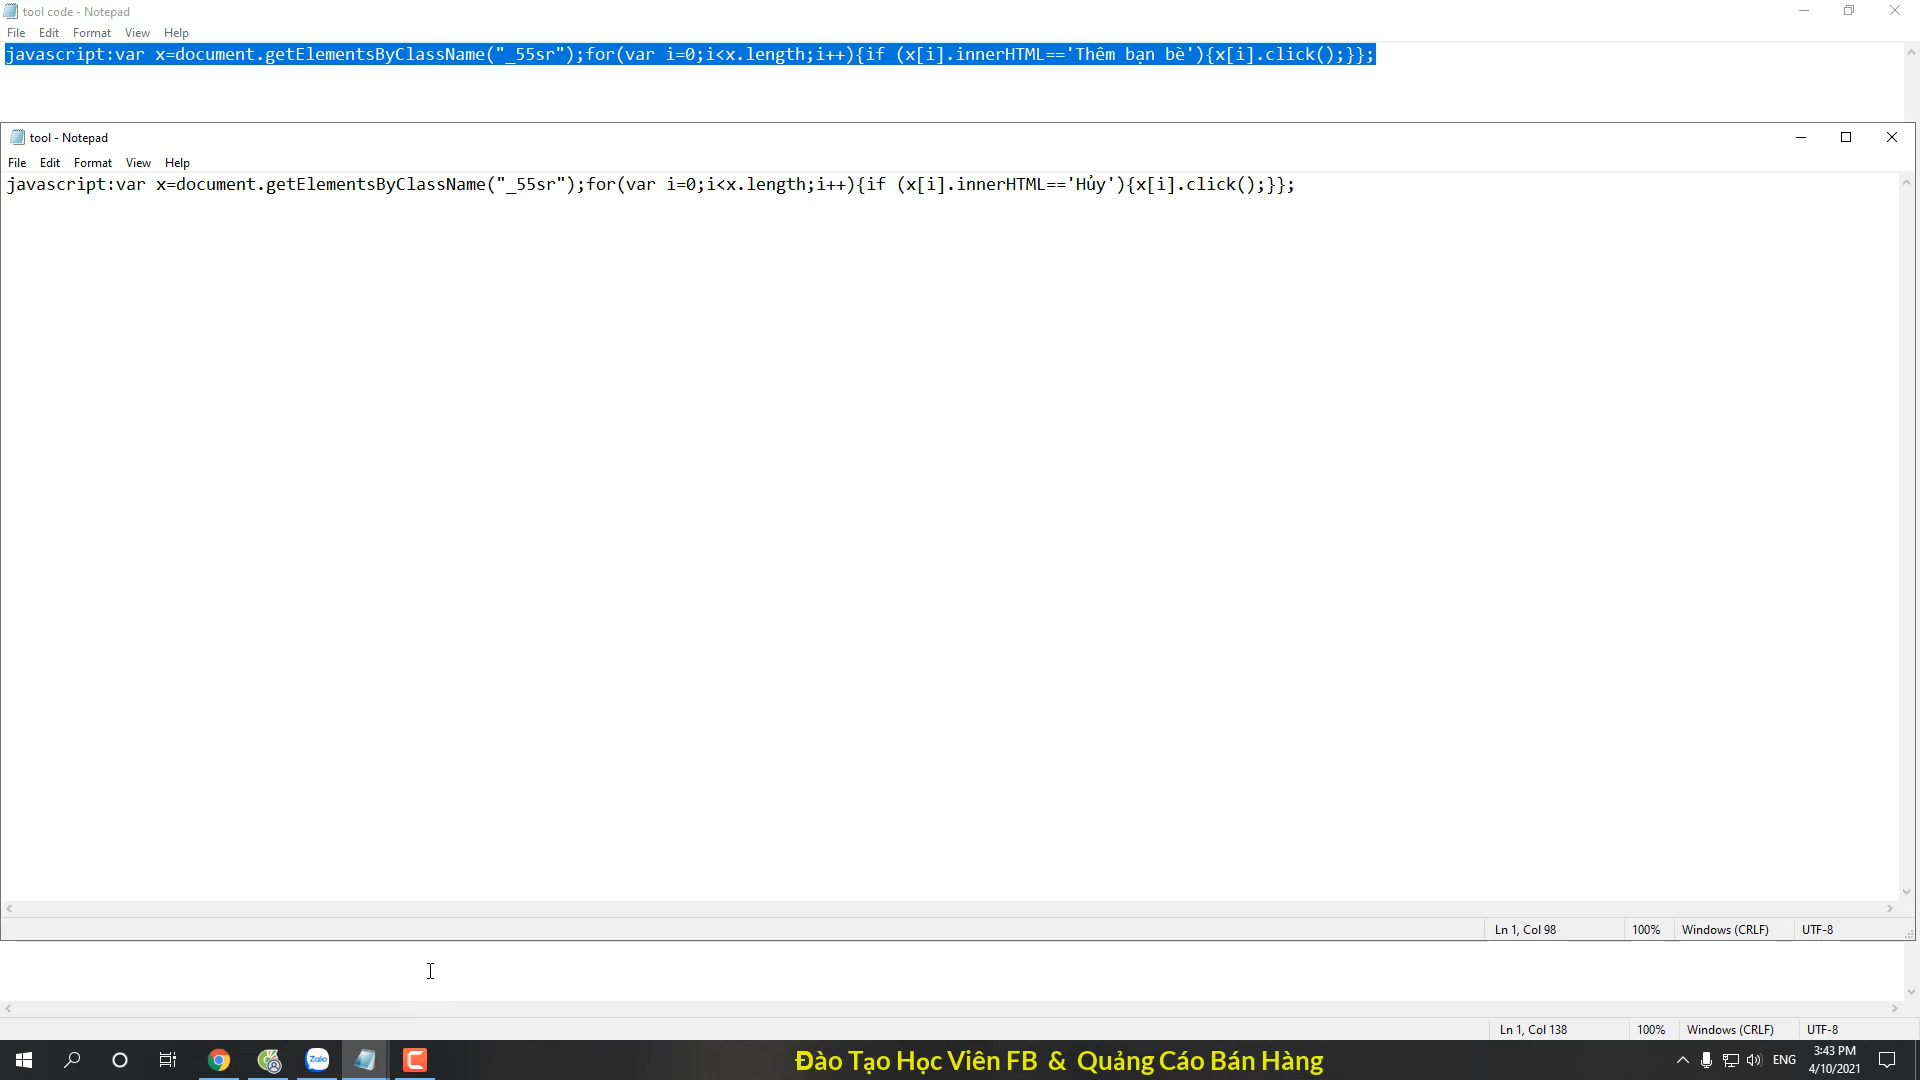 tool code - Notepad
File Edit Format View Help
javascript:var x=document.getElementsByClassName("_55sr");for(var i=0;i<x.length;i++){if (x[i].innerHTML=='Thêm bạn bè'){x[i].click();}};
tool - Notepad
File Edit Format View Help
javascript:var x=document.getElementsByClassName("_55sr");for(var i=0;i<x.length;i++){if (x[i].innerHTML=='Hủy'){x[i].click();}};
Ln 1, Col 98 100% Windows (CRLF) UTF-8
Ln 1, Col 138 100% Windows (CRLF) UTF-8
Zalo
Đào Tạo Học Viên FB & Quảng Cáo Bán Hàng
ENG
3:43 PM
4/10/2021